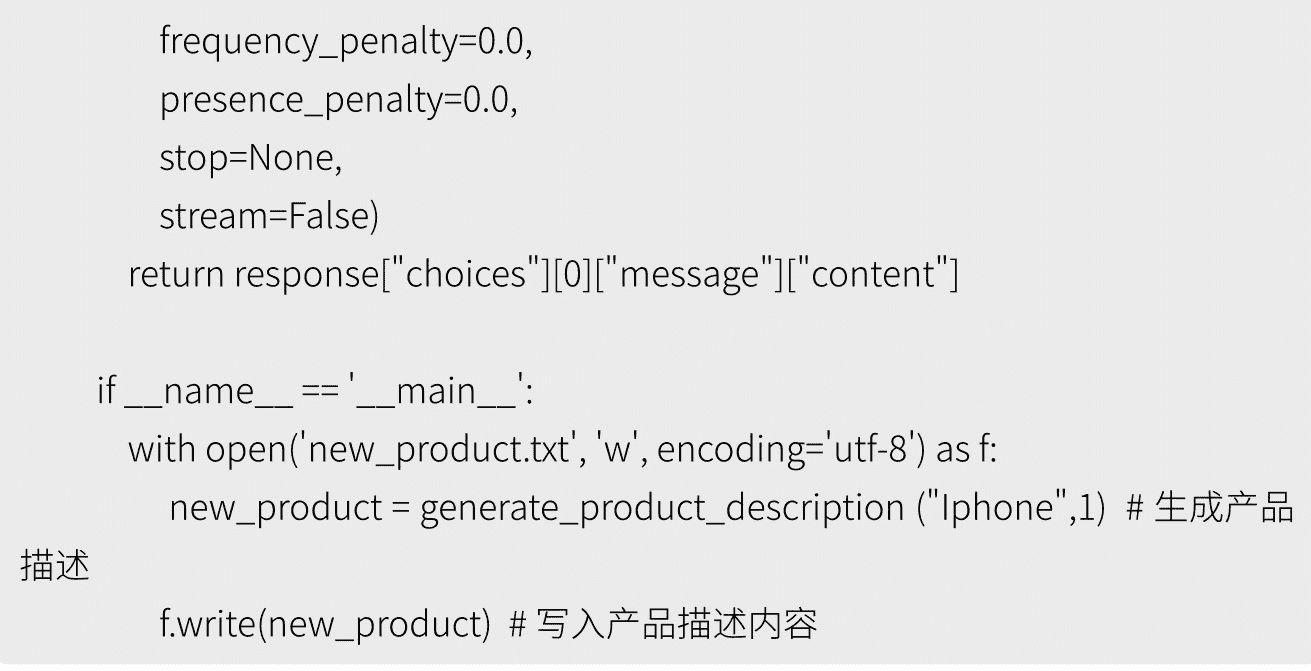 frequency_penalty=0.0,
presence_penalty=0.0,
stop=None,
stream=False)
return response["choices"][0]["message"]["content"]
if __name__ == '__main__':
with open('new_product.txt', 'w', encoding='utf-8') as f:
new_product = generate_product_description ("Iphone",1)  # 生成产品
描述
f.write(new_product)  # 写入产品描述内容